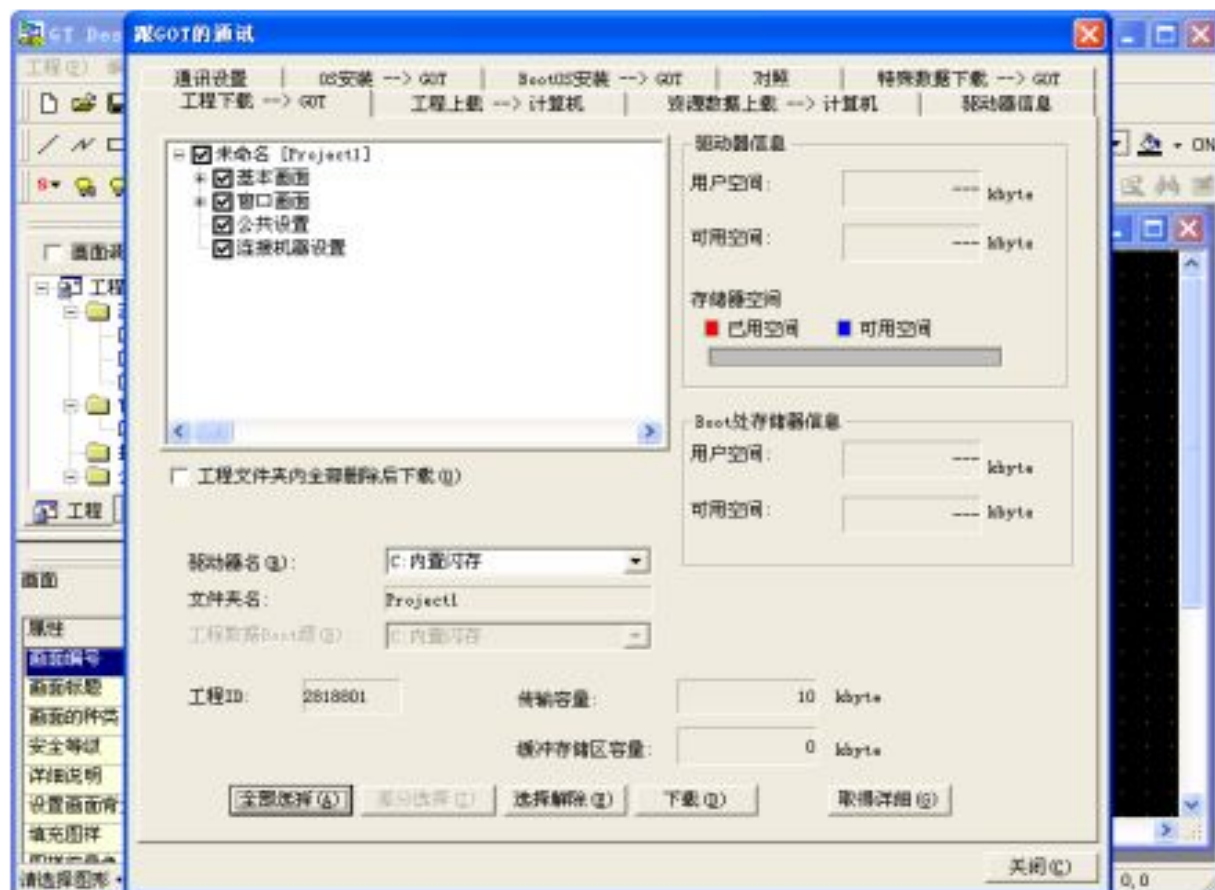 GT Des
跟GOT的通试
工程(P)
通讯设置
OS安装 --> GOT
BootOS安装 --> GOT
对照
特殊数据下载 --> GOT
工程下载 --> GOT
工程上载 --> 计算机
资源数据上载 --> 计算机
驱动器信息
未命名 [Project1]
基本画面
窗口画面
公共设置
连接机器设置
驱动器信息
用户空间:
--- kbyte
可用空间:
--- kbyte
存储器空间
已用空间
可用空间
ON
工程
Boot处存储器信息
用户空间:
--- kbyte
可用空间:
--- kbyte
工程文件夹内全部删除后下载(U)
工程
驱动器名(R):
C:内置闪存
文件夹名:
Project1
C:内置闪存
工程ID:
2818801
传输容量:
10 kbyte
缓冲存储区容量:
0 kbyte
全部选择(A)
差分选择(I)
选择解除(E)
下载(D)
取得详细(G)
关闭(C)
画面
属性
画面编号
画面标题
画面的种类
安全等级
详细说明
设置画面背
填充图样
请选择图形
0,0